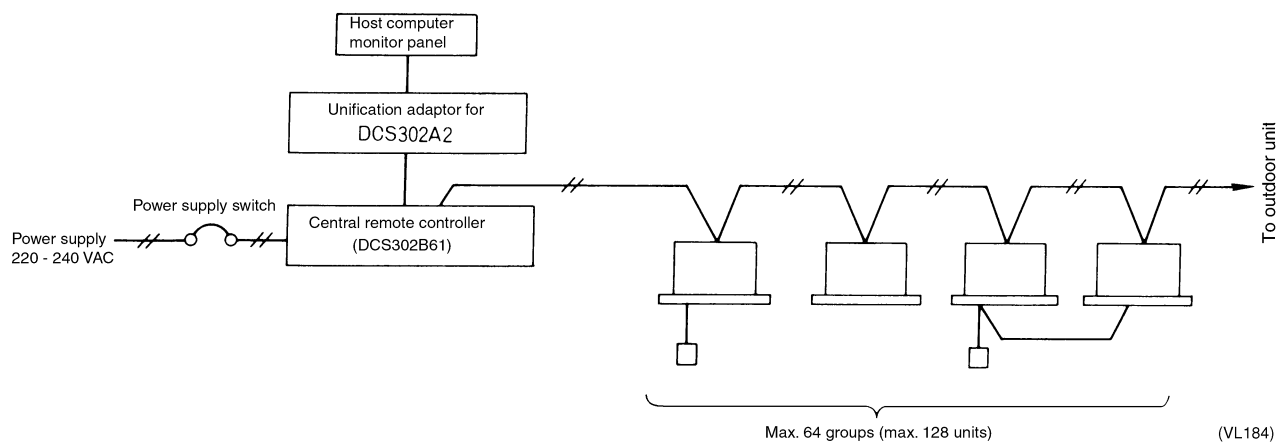 Host computer
monitor panel
Unification adaptor for
DCS302A2
Power supply switch
Central remote controller
(DCS302B61)
Power supply
220 - 240 VAC
To outdoor unit
Max. 64 groups (max. 128 units)
(VL184)